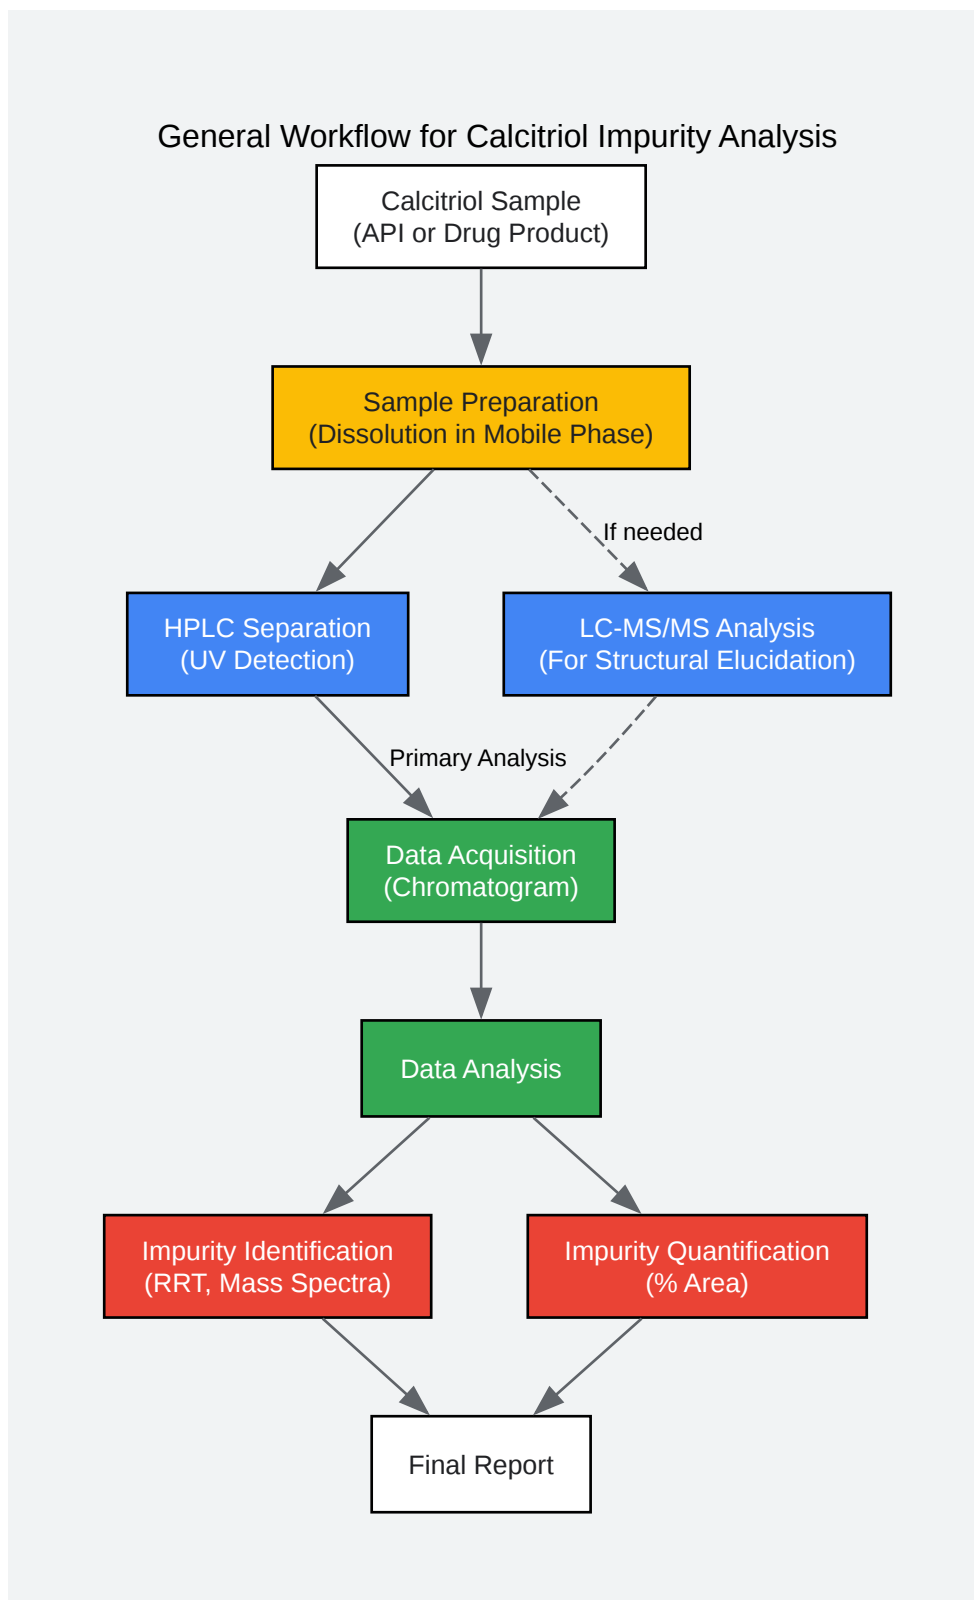 General Workflow for Calcitriol Impurity Analysis
Calcitriol Sample
(API or Drug Product)
Sample Preparation
(Dissolution in Mobile Phase)
If needed
HPLC Separation
(UV Detection)
LC-MS/MS Analysis
(For Structural Elucidation)
Primary Analysis
Data Acquisition
(Chromatogram)
Data Analysis
Impurity Identification
(RRT, Mass Spectra)
Impurity Quantification
(% Area)
Final Report